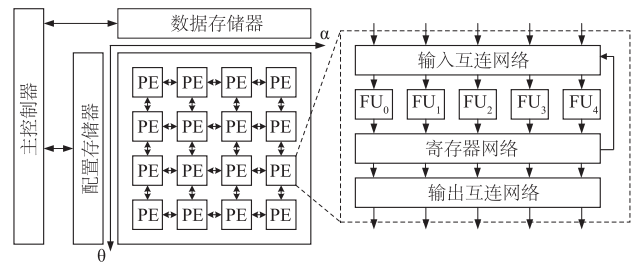 主控制器
数据存储器
α
配置存储器
θ
PE PE PE PE
PE PE PE PE
PE PE PE PE
PE PE PE PE
输入互连网络
FU₀ FU₁ FU₂ FU₃ FU₄
寄存器网络
输出互连网络